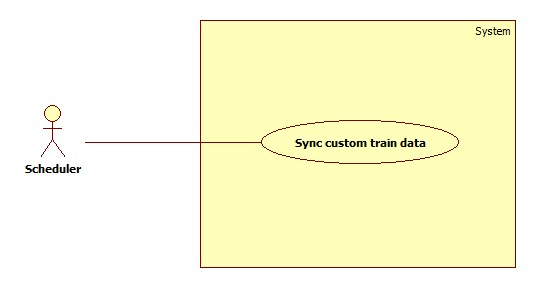 System
Sync custom train data
Scheduler